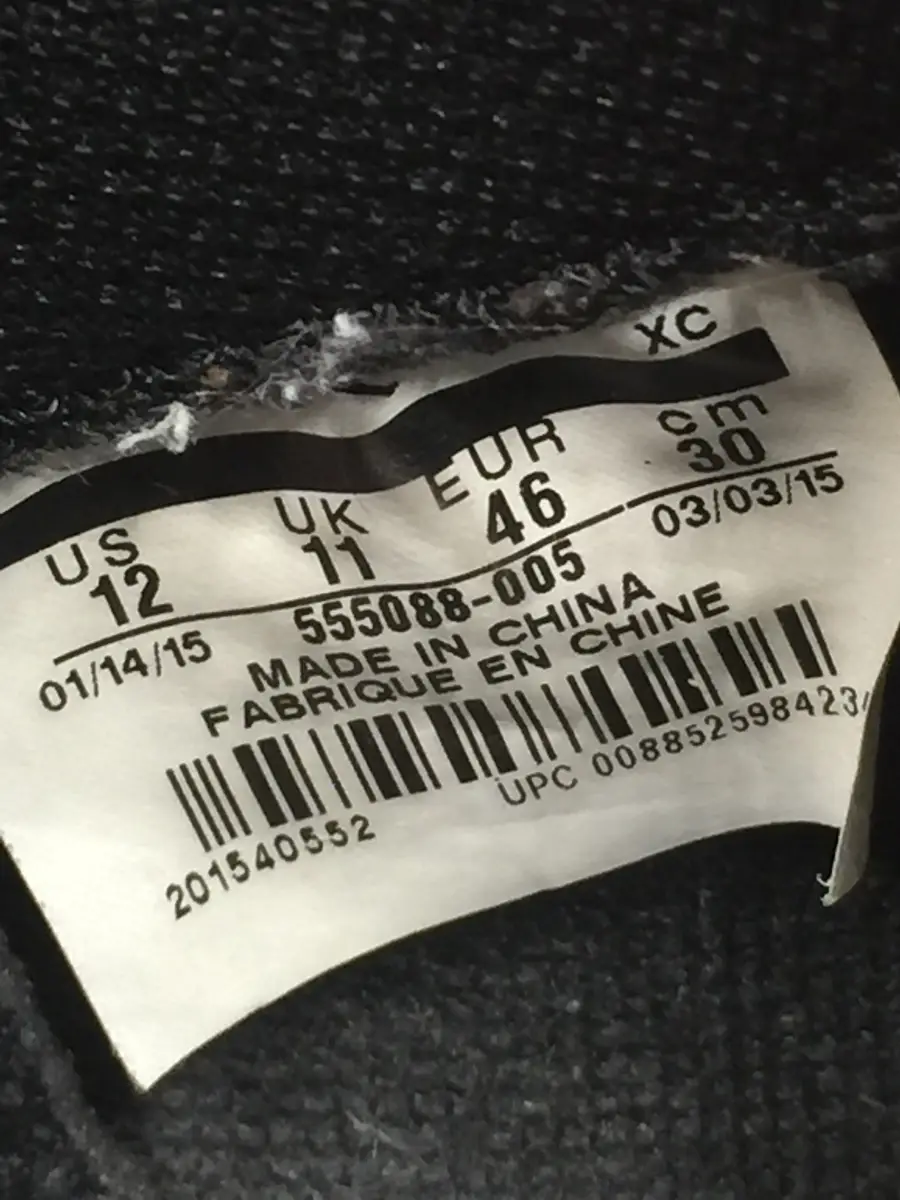 XC
US UK EUR cm
12 11 46 30
01/14/15 555088-005 03/03/15
MADE IN CHINA
FABRIQUE EN CHINE
201540552 UPC 008852598423